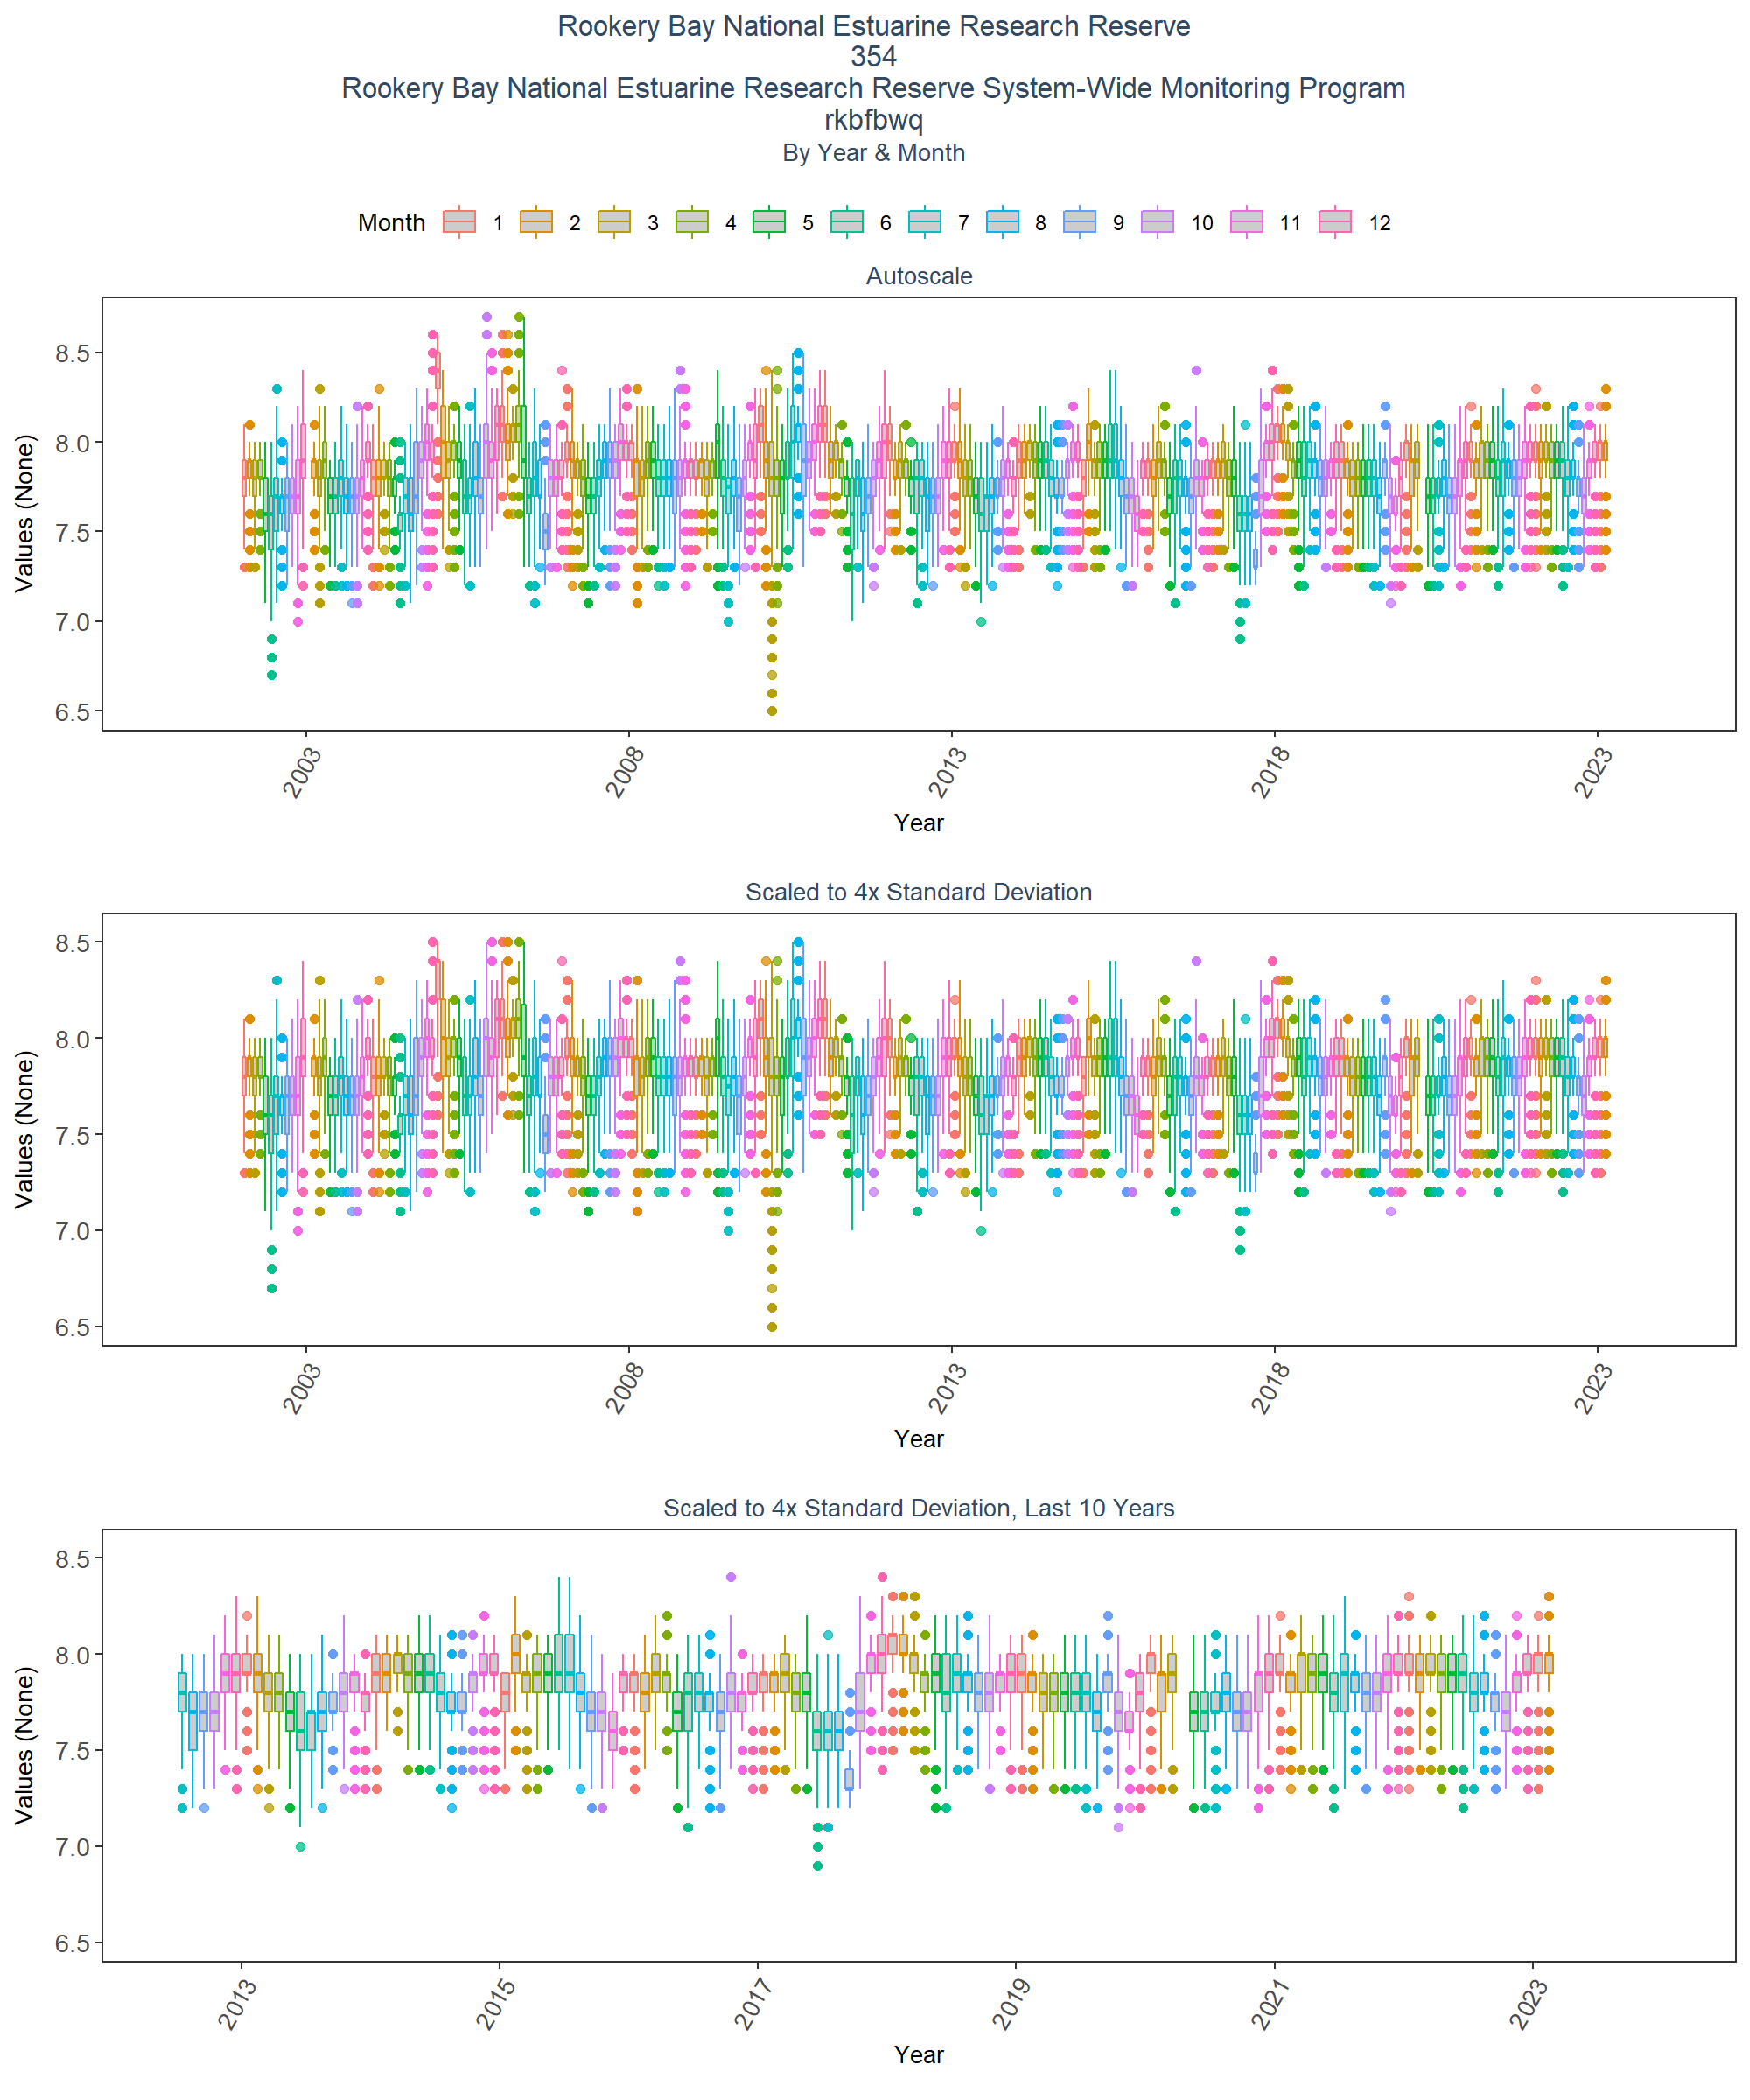 Rookery Bay National Estuarine Research Reserve
354
Rookery Bay National Estuarine Research Reserve System-Wide Monitoring Program
rkbfbwq
By Year & Month
Month 1 2 3 4 5 6 7 8 9 10 11 12
Autoscale
Values (None)
8.5
8.0
7.5
7.0
6.5
2003 2008 2013 2018 2023
Year
Scaled to 4x Standard Deviation
Values (None)
8.5
8.0
7.5
7.0
6.5
2003 2008 2013 2018 2023
Year
Scaled to 4x Standard Deviation, Last 10 Years
Values (None)
8.5
8.0
7.5
7.0
6.5
2013 2015 2017 2019 2021 2023
Year